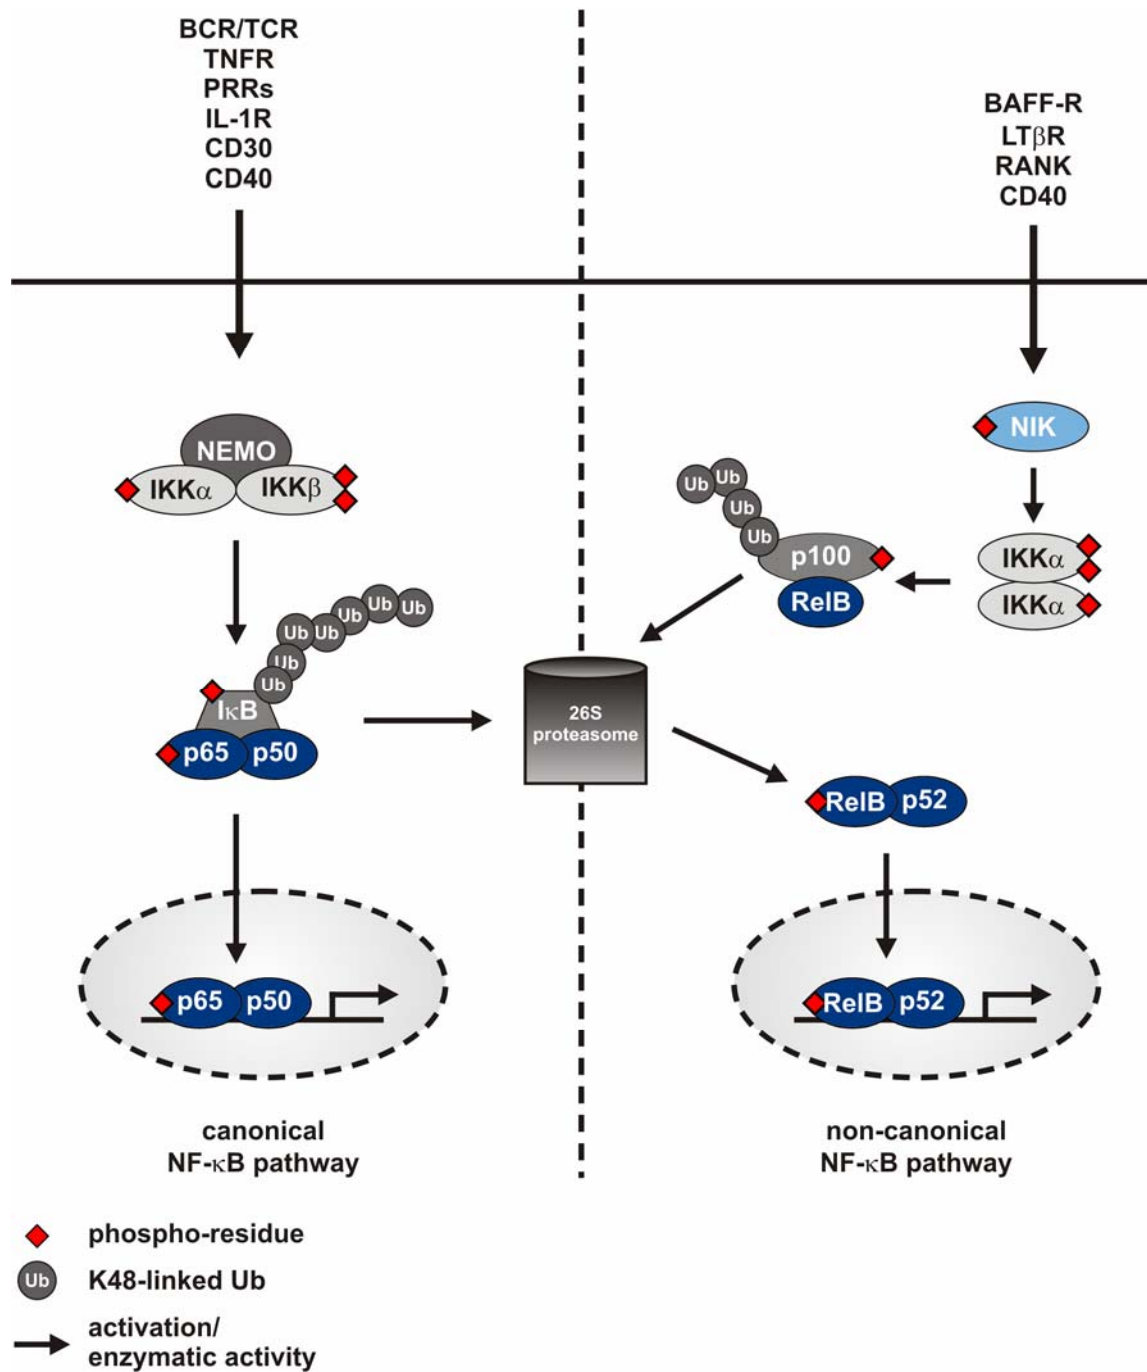 BCR/TCR
TNFR
PRRs
IL-1R
CD30
CD40
BAFF-R
LTβR
RANK
CD40
NEMO
IKKα
IKKβ
NIK
IKKα
IKKα
Ub
Ub
Ub
Ub
p100
RelB
Ub
Ub
Ub
Ub
Ub
Ub
Ub
IκB
p65
p50
26S
proteasome
RelB
p52
p65
p50
RelB
p52
canonical
NF-κB pathway
non-canonical
NF-κB pathway
phospho-residue
Ub
K48-linked Ub
activation/
enzymatic activity